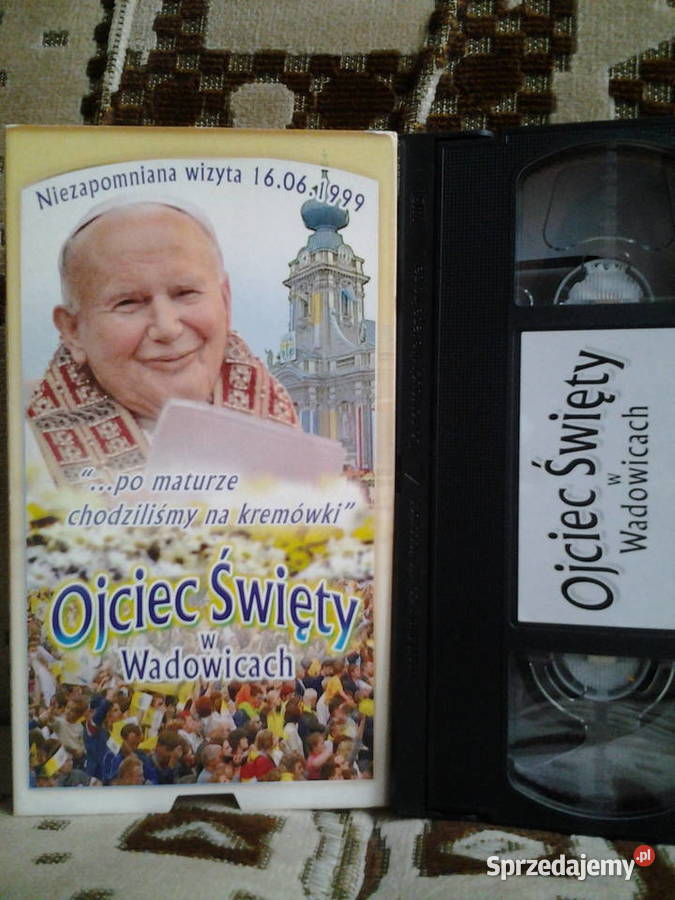 Niezapomniana wizyta 16.06.1999
"...po maturze
chodziliśmy na kremówki"
Ojciec Święty
w
Wadowicach
Ojciec Święty
w
Wadowicach
Sprzedajemy.pl